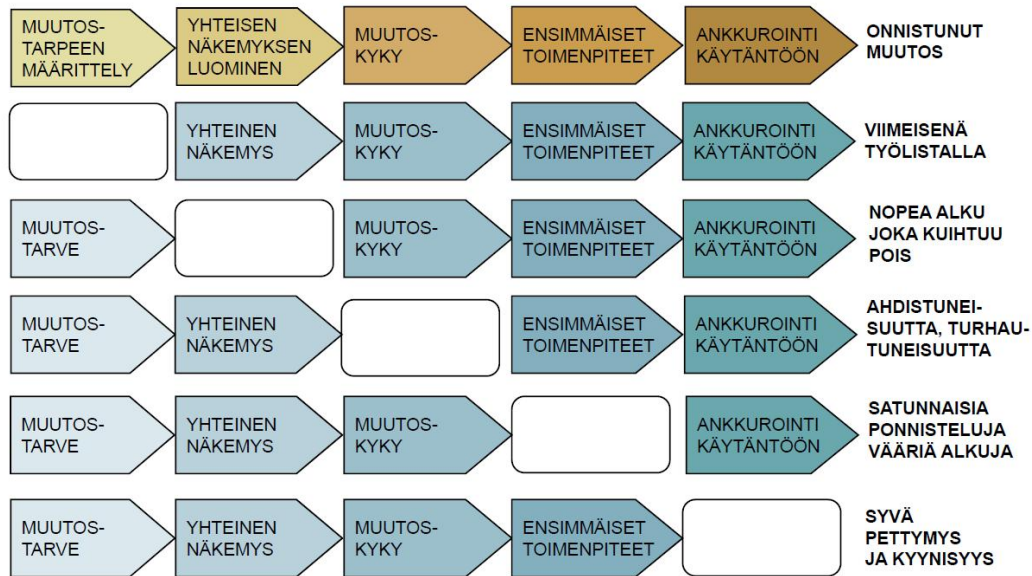 MUUTOS-
TARPEEN
MÄÄRITTELY
YHTEISEN
NÄKEMYKSEN
LUOMINEN
MUUTOS-
KYKY
ENSIMMÄISET
TOIMENPITEET
ANKKUROINTI
KÄYTÄNTÖÖN
ONNISTUNUT
MUUTOS
YHTEINEN
NÄKEMYS
MUUTOS-
KYKY
ENSIMMÄISET
TOIMENPITEET
ANKKUROINTI
KÄYTÄNTÖÖN
VIIMEISENÄ
TYÖLISTALLA
MUUTOS-
TARVE
MUUTOS-
KYKY
ENSIMMÄISET
TOIMENPITEET
ANKKUROINTI
KÄYTÄNTÖÖN
NOPEA ALKU
JOKA KUIHTUU
POIS
MUUTOS-
TARVE
YHTEINEN
NÄKEMYS
ENSIMMÄISET
TOIMENPITEET
ANKKUROINTI
KÄYTÄNTÖÖN
AHDISTUNEI-
SUUTTA, TURHAU-
TUNEISUUTTA
MUUTOS-
TARVE
YHTEINEN
NÄKEMYS
MUUTOS-
KYKY
ANKKUROINTI
KÄYTÄNTÖÖN
SATUNNAISIA
PONNISTELUJA
VÄÄRIÄ ALKUJA
MUUTOS-
TARVE
YHTEINEN
NÄKEMYS
MUUTOS-
KYKY
ENSIMMÄISET
TOIMENPITEET
SYVÄ
PETTYMYS
JA KYYNISYYS